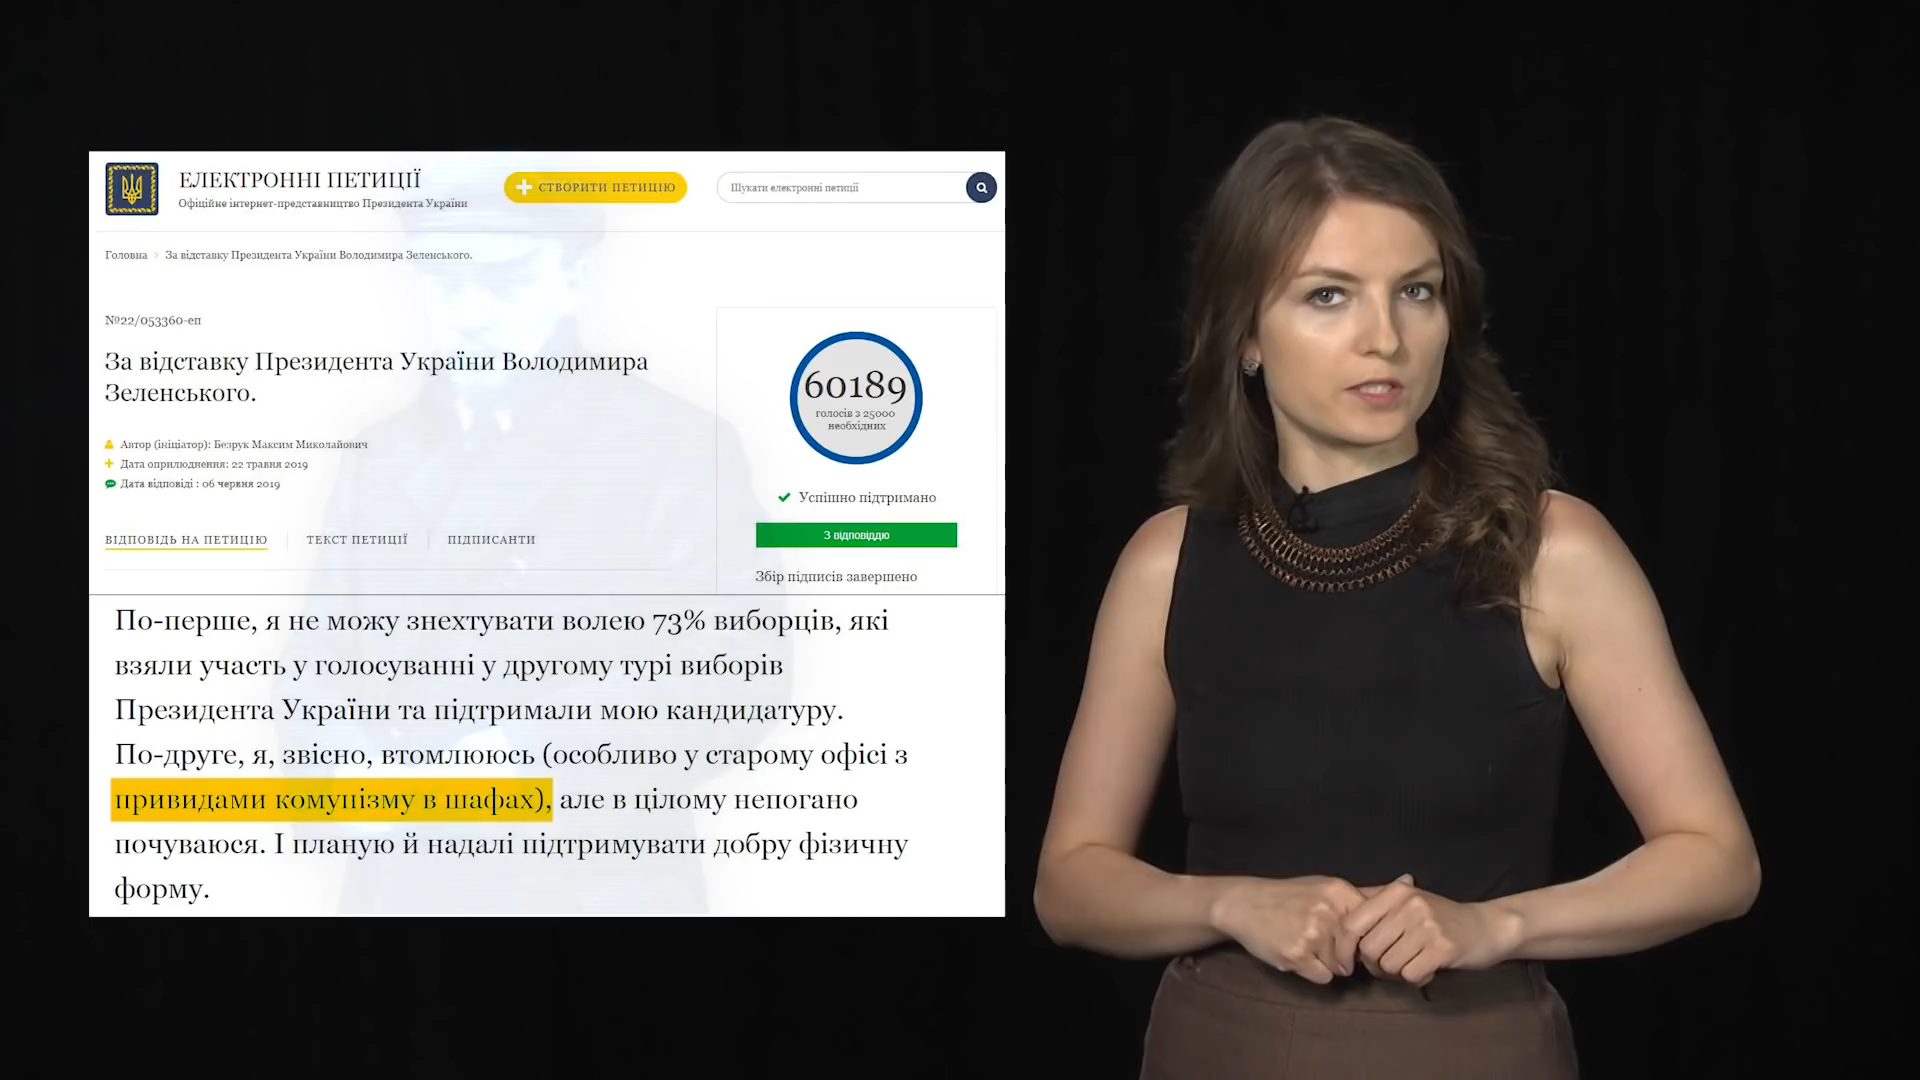 ЕЛЕКТРОННІ ПЕТИЦІЇ
Офіційне інтернет-представництво Президента України
СТВОРИТИ ПЕТИЦІЮ
Шукати електронні петиції
Головна > За відставку Президента України Володимира Зеленського.
№22/053360-еп
За відставку Президента України Володимира
Зеленського.
Автор (ініціатор): Безрук Максим Миколайович
Дата оприлюднення: 22 травня 2019
Дата відповіді : 06 червня 2019
ВІДПОВІДЬ НА ПЕТИЦІЮ
ТЕКСТ ПЕТИЦІЇ
ПІДПИСАНТИ
60189
голосів з 25000
необхідних
Успішно підтримано
З відповіддю
Збір підписів завершено
По-перше, я не можу знехтувати волею 73% виборців, які
взяли участь у голосуванні у другому турі виборів
Президента України та підтримали мою кандидатуру.
По-друге, я, звісно, втомлююсь (особливо у старому офісі з
привидами комунізму в шафах), але в цілому непогано
почуваюся. І планую й надалі підтримувати добру фізичну
форму.